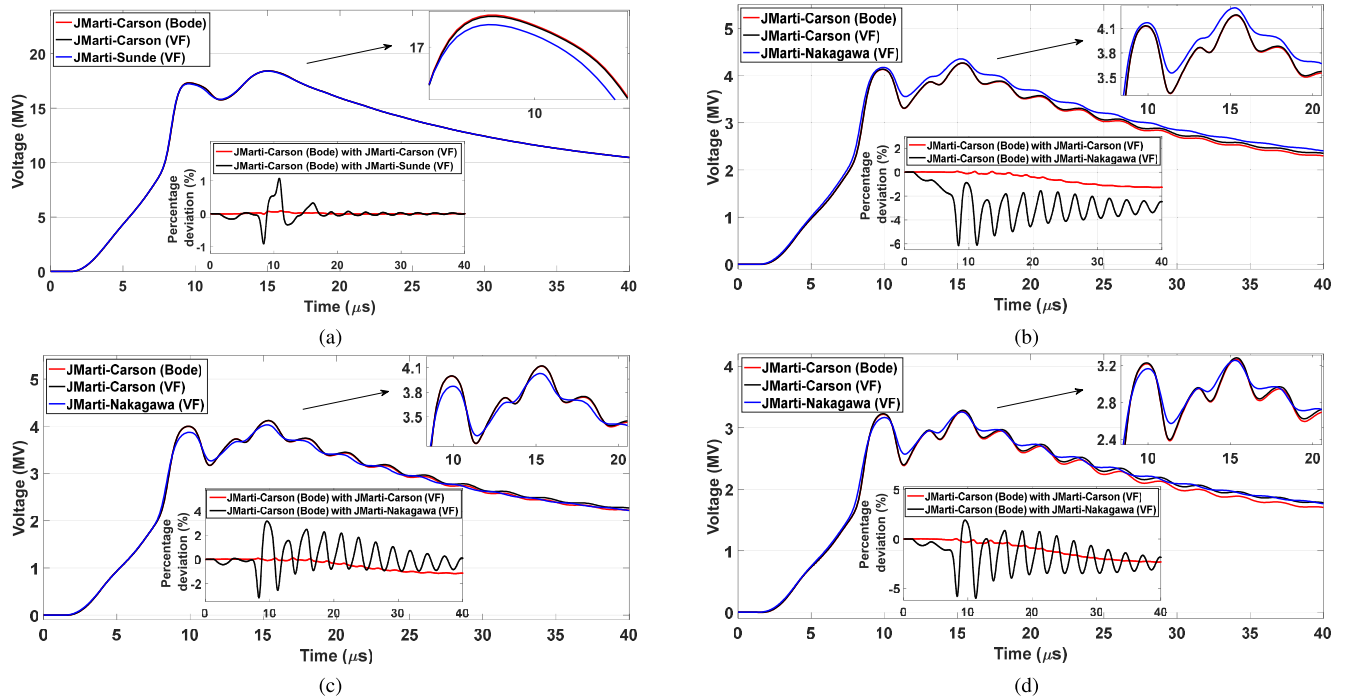 JMarti-Carson (Bode)
JMarti-Carson (VF)
JMarti-Sunde (VF)
17
10
20
15
10
5
0
Voltage (MV)
JMarti-Carson (Bode) with JMarti-Carson (VF)
JMarti-Carson (Bode) with JMarti-Sunde (VF)
Percentage
deviation (%)
1
0
-1
0 10 20 30 40
0 5 10 15 20 25 30 35 40
Time (μs)
(a)
JMarti-Carson (Bode)
JMarti-Carson (VF)
JMarti-Nakagawa (VF)
4.1
3.8
3.5
10 15 20
5
4
3
2
1
0
Voltage (MV)
JMarti-Carson (Bode) with JMarti-Carson (VF)
JMarti-Carson (Bode) with JMarti-Nakagawa (VF)
Percentage
deviation (%)
2
0
-2
-4
-6
0 10 20 30 40
0 5 10 15 20 25 30 35 40
Time (μs)
(b)
JMarti-Carson (Bode)
JMarti-Carson (VF)
JMarti-Nakagawa (VF)
4.1
3.8
3.5
10 15 20
5
4
3
2
1
0
Voltage (MV)
JMarti-Carson (Bode) with JMarti-Carson (VF)
JMarti-Carson (Bode) with JMarti-Nakagawa (VF)
Percentage
deviation (%)
4
2
0
-2
0 10 20 30 40
0 5 10 15 20 25 30 35 40
Time (μs)
(c)
JMarti-Carson (Bode)
JMarti-Carson (VF)
JMarti-Nakagawa (VF)
3.2
2.8
2.4
10 15 20
4
3
2
1
0
Voltage (MV)
JMarti-Carson (Bode) with JMarti-Carson (VF)
JMarti-Carson (Bode) with JMarti-Nakagawa (VF)
Percentage
deviation (%)
5
0
-5
0 10 20 30 40
0 5 10 15 20 25 30 35 40
Time (μs)
(d)